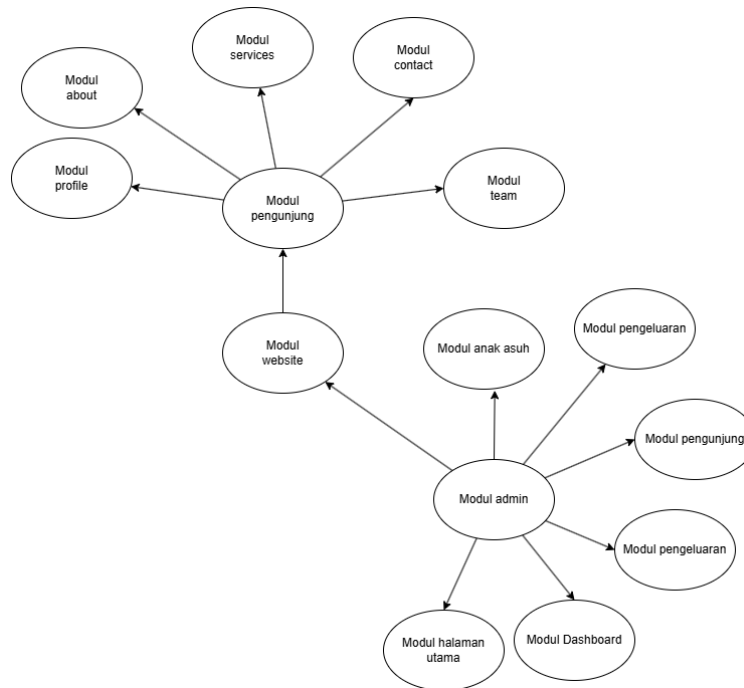 Modul
services
Modul
contact
Modul
about
Modul
profile
Modul
pengunjung
Modul
team
Modul
website
Modul anak asuh
Modul pengeluaran
Modul pengunjung
Modul admin
Modul pengeluaran
Modul halaman
utama
Modul Dashboard